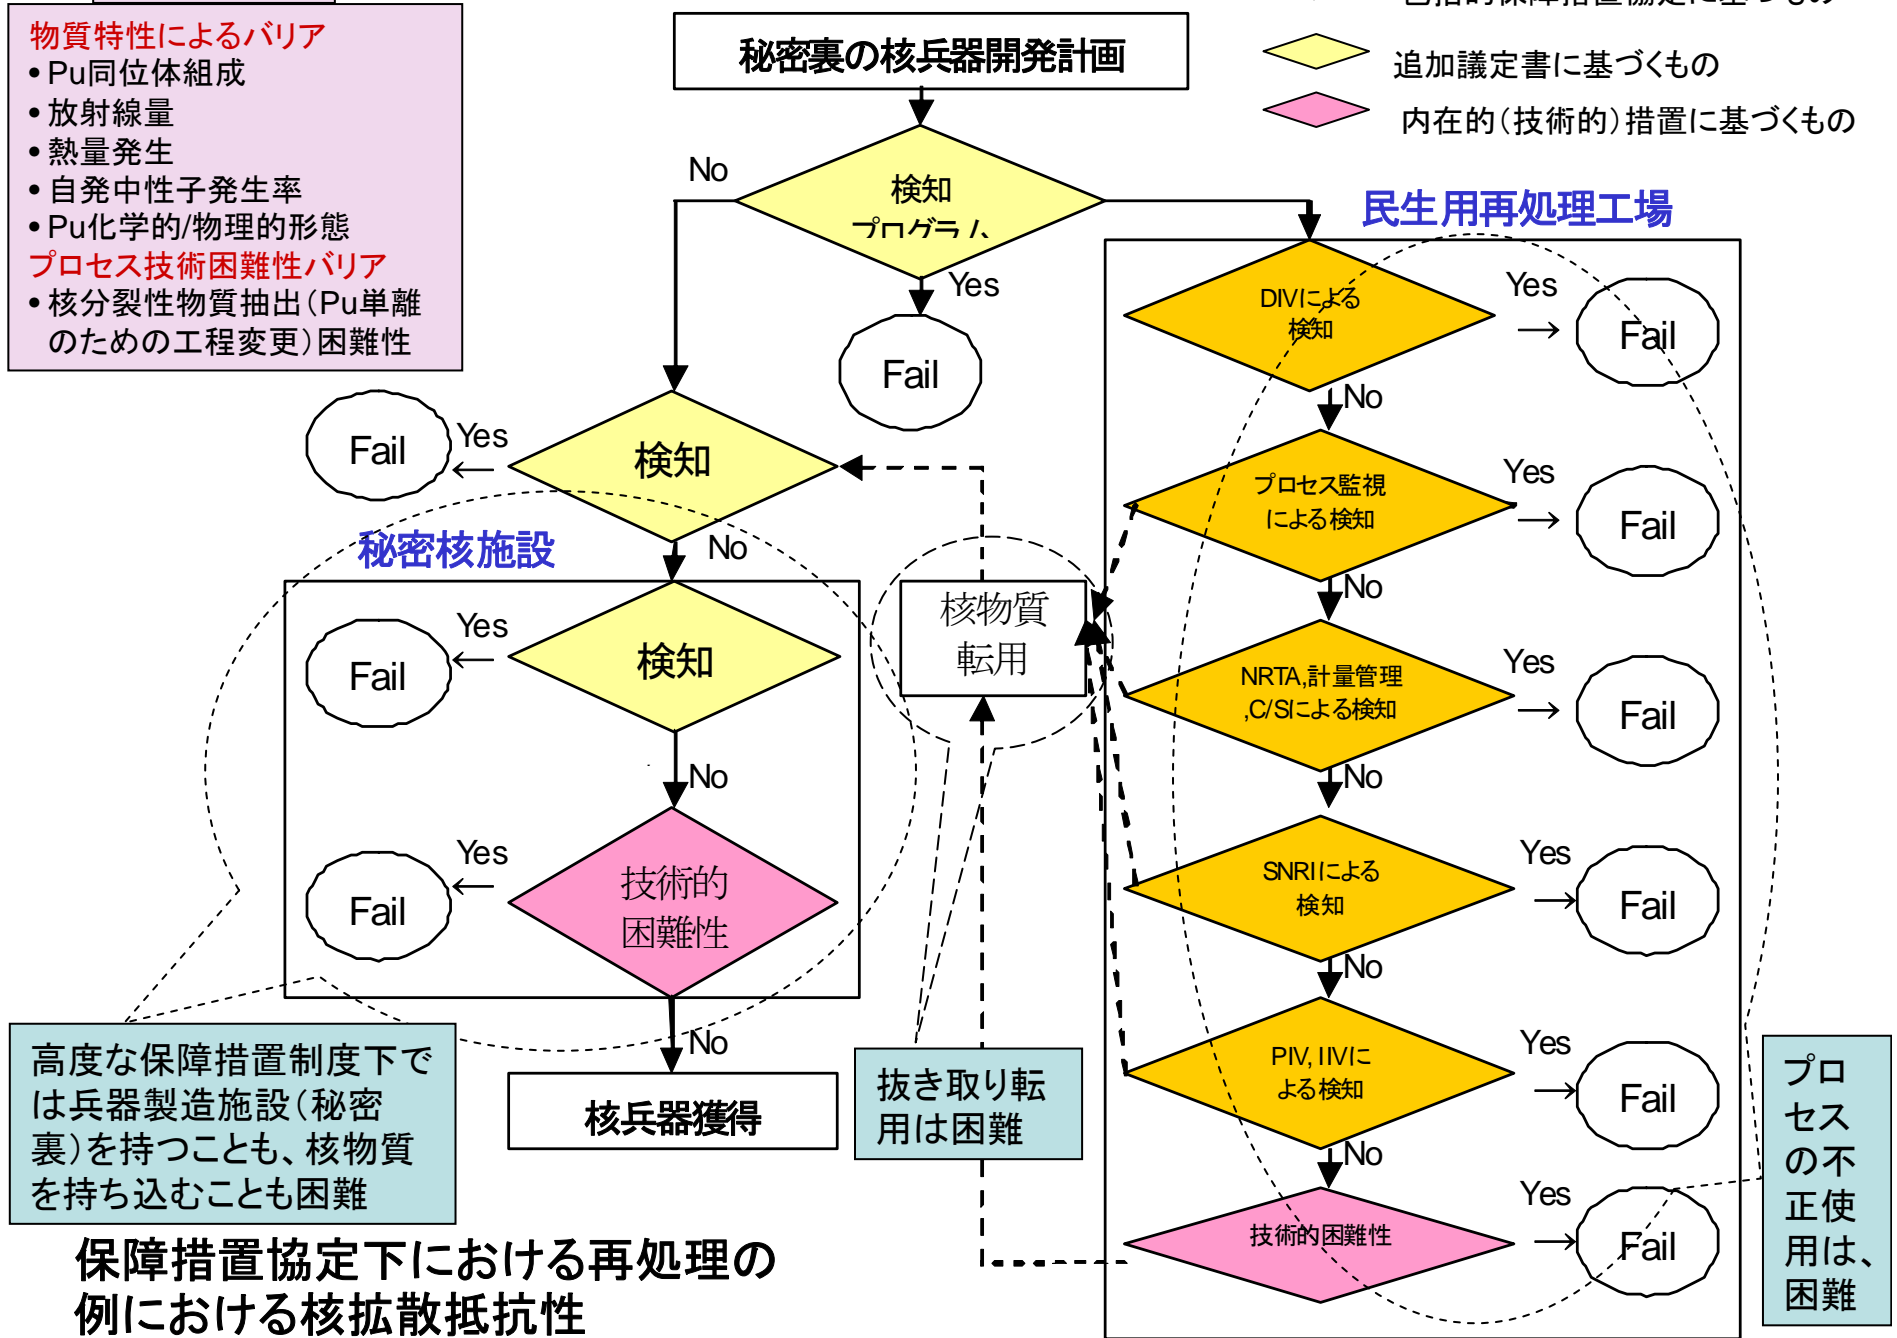 物質特性によるバリア
•Pu同位体組成
•放射線量
•熱量発生
•自発中性子発生率
•Pu化学的/物理的形態
プロセス技術困難性バリア
•核分裂性物質抽出(Pu単離
のための工程変更)困難性
包括的保障措置協定に基づくもの
追加議定書に基づくもの
内在的(技術的)措置に基づくもの
秘密裏の核兵器開発計画
検知
プログラム
No
Yes
Fail
検知
Yes
Fail
No
秘密核施設
検知
Yes
Fail
No
技術的
困難性
Yes
Fail
No
核兵器獲得
核物質
転用
民生用再処理工場
DIVによる
検知
Yes
Fail
No
プロセス監視
による検知
Yes
Fail
No
NRTA,計量管理
,C/Sによる検知
Yes
Fail
No
SNRIによる
検知
Yes
Fail
No
PIV, IIVに
よる検知
Yes
Fail
No
技術的困難性
Yes
Fail
高度な保障措置制度下で
は兵器製造施設(秘密
裏)を持つことも、核物質
を持ち込むことも困難
抜き取り転
用は困難
プロ
セス
の不
正使
用は、
困難
保障措置協定下における再処理の
例における核拡散抵抗性